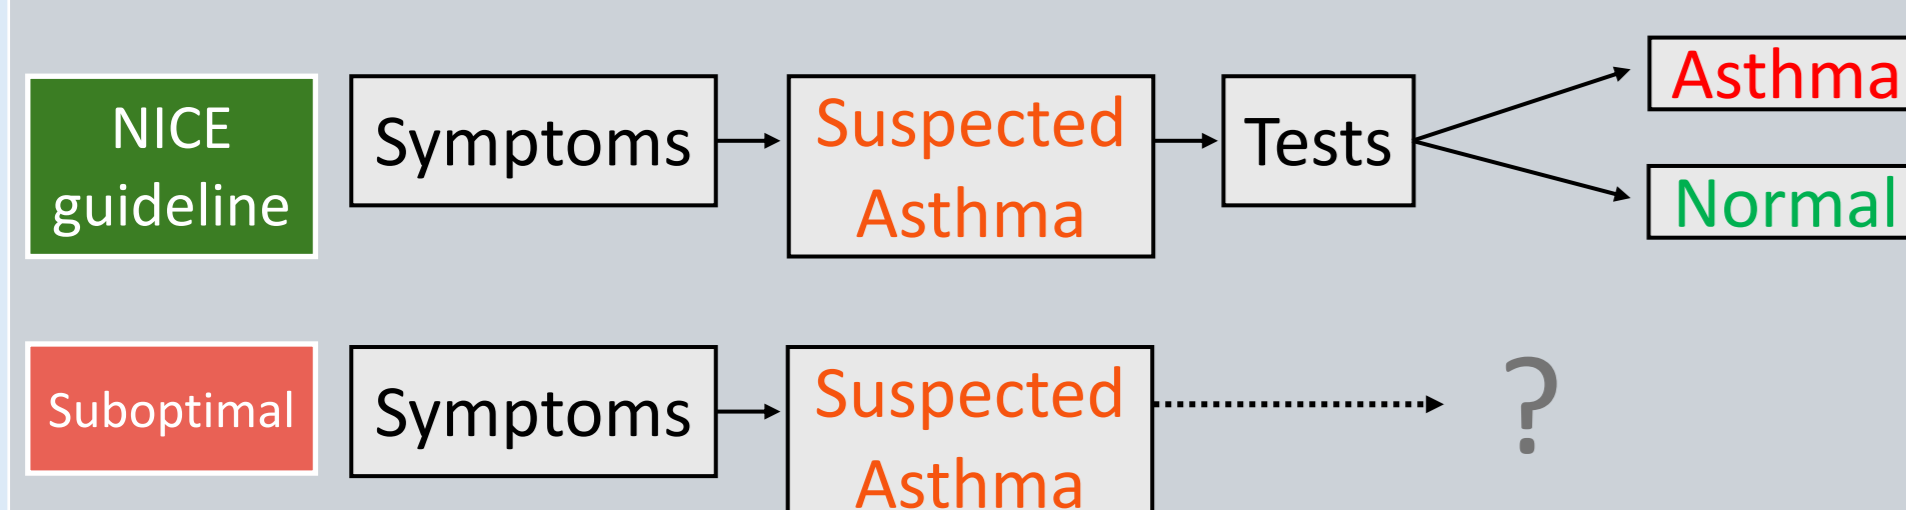 NICE
guideline
Symptoms
Suspected
Asthma
Tests
Asthma
Normal
Suboptimal
Symptoms
Suspected
Asthma
?